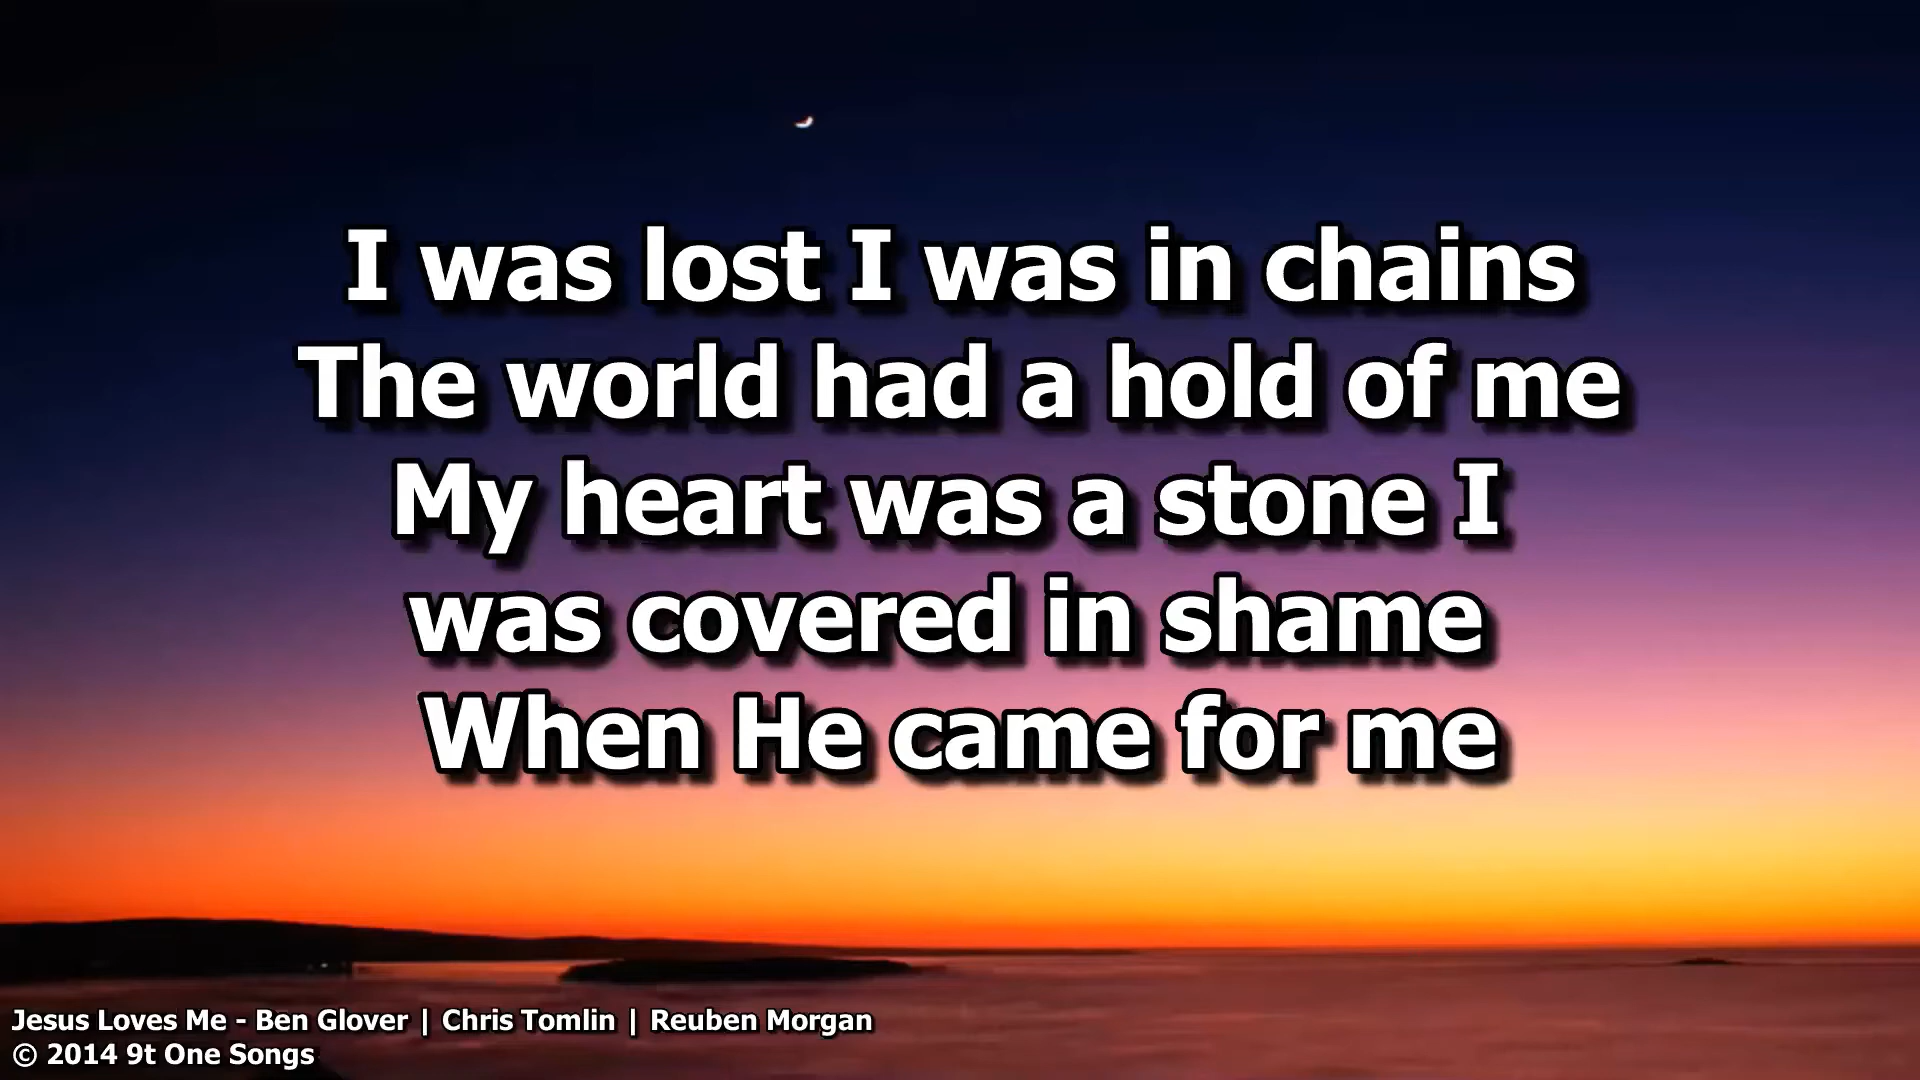 I was lost I was in chains
The world had a hold of me
My heart was a stone I
was covered in shame
When He came for me
Jesus Loves Me - Ben Glover | Chris Tomlin | Reuben Morgan
© 2014 9t One Songs